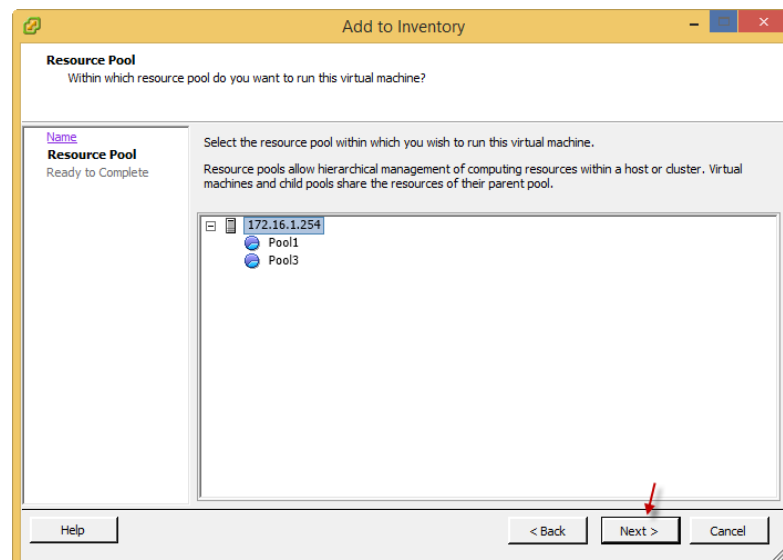 Add to Inventory
Resource Pool
Within which resource pool do you want to run this virtual machine?
Name
Resource Pool
Ready to Complete
Select the resource pool within which you wish to run this virtual machine.
Resource pools allow hierarchical management of computing resources within a host or cluster. Virtual
machines and child pools share the resources of their parent pool.
172.16.1.254
Pool1
Pool3
Help
< Back
Next >
Cancel